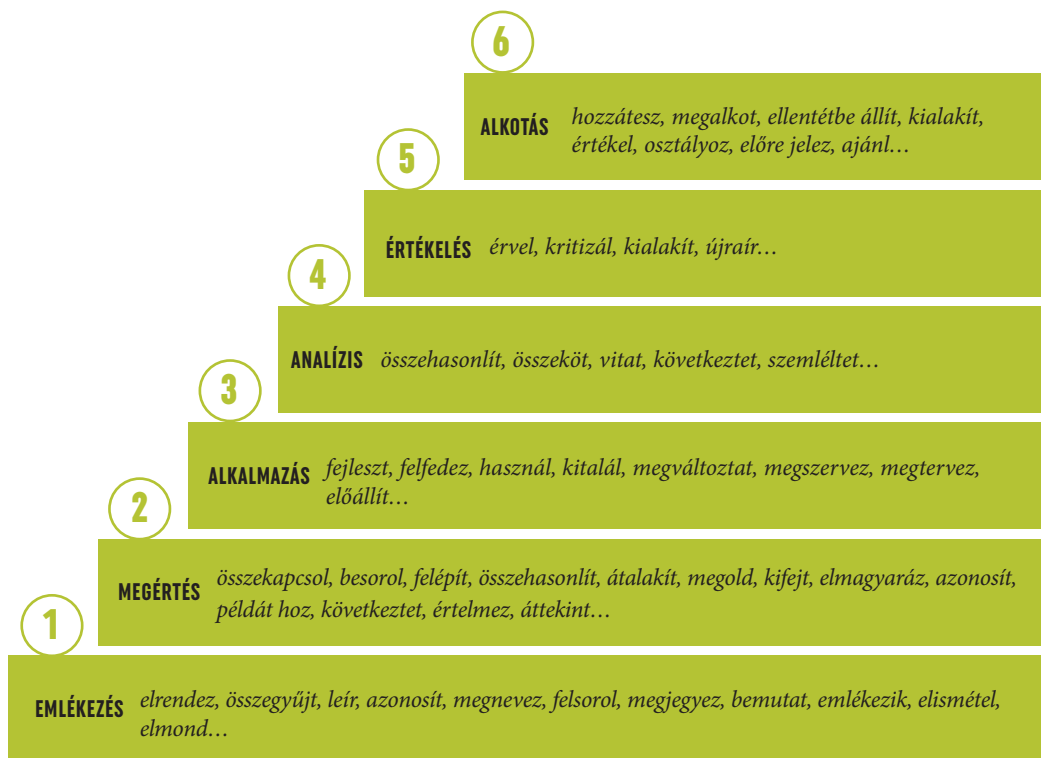 6
ALKOTÁS hozzátesz, megalkot, ellentétbe állít, kialakít,
értékel, osztályoz, előre jelez, ajánl…
5
ÉRTÉKELÉS érvel, kritizál, kialakít, újraír…
4
ANALÍZIS összehasonlít, összeköt, vitat, következtet, szemléltet…
3
ALKALMAZÁS fejleszt, felfedez, használ, kitalál, megváltoztat, megszervez, megtervez,
előállít…
2
MEGÉRTÉS összekapcsol, besorol, felépít, összehasonlít, átalakít, megold, kifejt, elmagyaráz, azonosít,
példát hoz, következtet, értelmez, áttekint…
1
EMLÉKEZÉS elrendez, összegyűjt, leír, azonosít, megnevez, felsorol, megjegyez, bemutat, emlékezik, elismétel,
elmond…